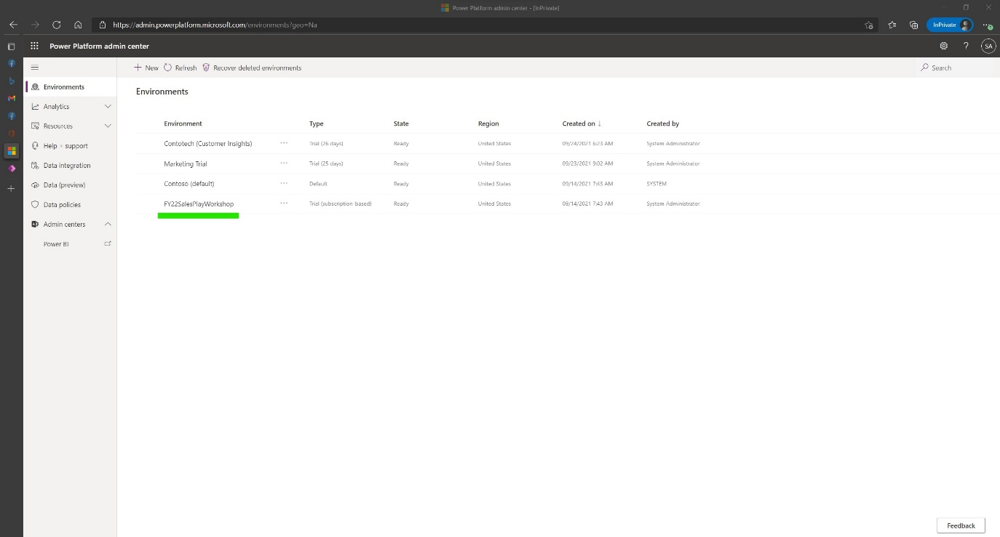 Power Platform admin center - [InPrivate]
https://admin.powerplatform.microsoft.com/environments?geo=Na
InPrivate
Power Platform admin center
? SA
New Refresh Recover deleted environments Search
Environments
Analytics
Resources
Help + support
Data integration
Data (preview)
Data policies
Admin centers
Power BI
Environments
Environment Type State Region Created on ↓ Created by
Contotech (Customer Insights) ... Trial (26 days) Ready United States 09/24/2021 6:23 AM System Administrator
Marketing Trial ... Trial (25 days) Ready United States 09/23/2021 9:02 AM System Administrator
Contoso (default) ... Default Ready United States 09/14/2021 7:43 AM SYSTEM
FY22SalesPlayWorkshop ... Trial (subscription-based) Ready United States 09/14/2021 7:43 AM System Administrator
Feedback